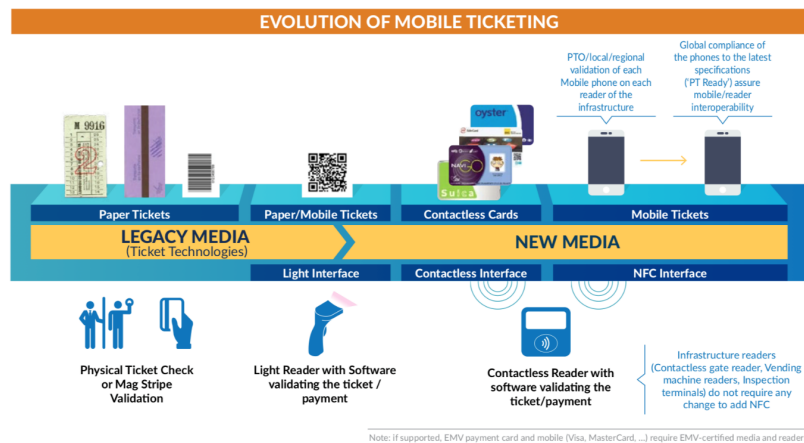 EVOLUTION OF MOBILE TICKETING
PTO/local/regional
validation of each
Mobile phone on each
reader of the
infrastructure
Global compliance of
the phones to the latest
specifications
('PT Ready') assure
mobile/reader
interoperability
N 9916
2
oyster
NAVIGO
Suica
Paper Tickets
Paper/Mobile Tickets
Contactless Cards
Mobile Tickets
LEGACY MEDIA
(Ticket Technologies)
NEW MEDIA
Light Interface
Contactless Interface
NFC Interface
Physical Ticket Check
or Mag Stripe
Validation
Light Reader with Software
validating the ticket /
payment
Contactless Reader with
software validating the
ticket/payment
Infrastructure readers
(Contactless gate reader, Vending
machine readers, Inspection
terminals) do not require any
change to add NFC
Note: if supported, EMV payment card and mobile (Visa, MasterCard, ...) require EMV-certified media and reader